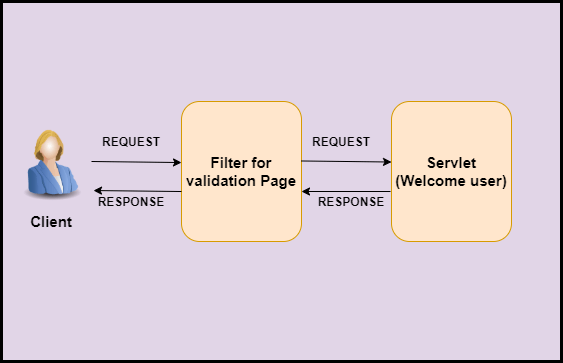 REQUEST
REQUEST
Filter for
validation Page
Servlet
(Welcome user)
RESPONSE
RESPONSE
Client